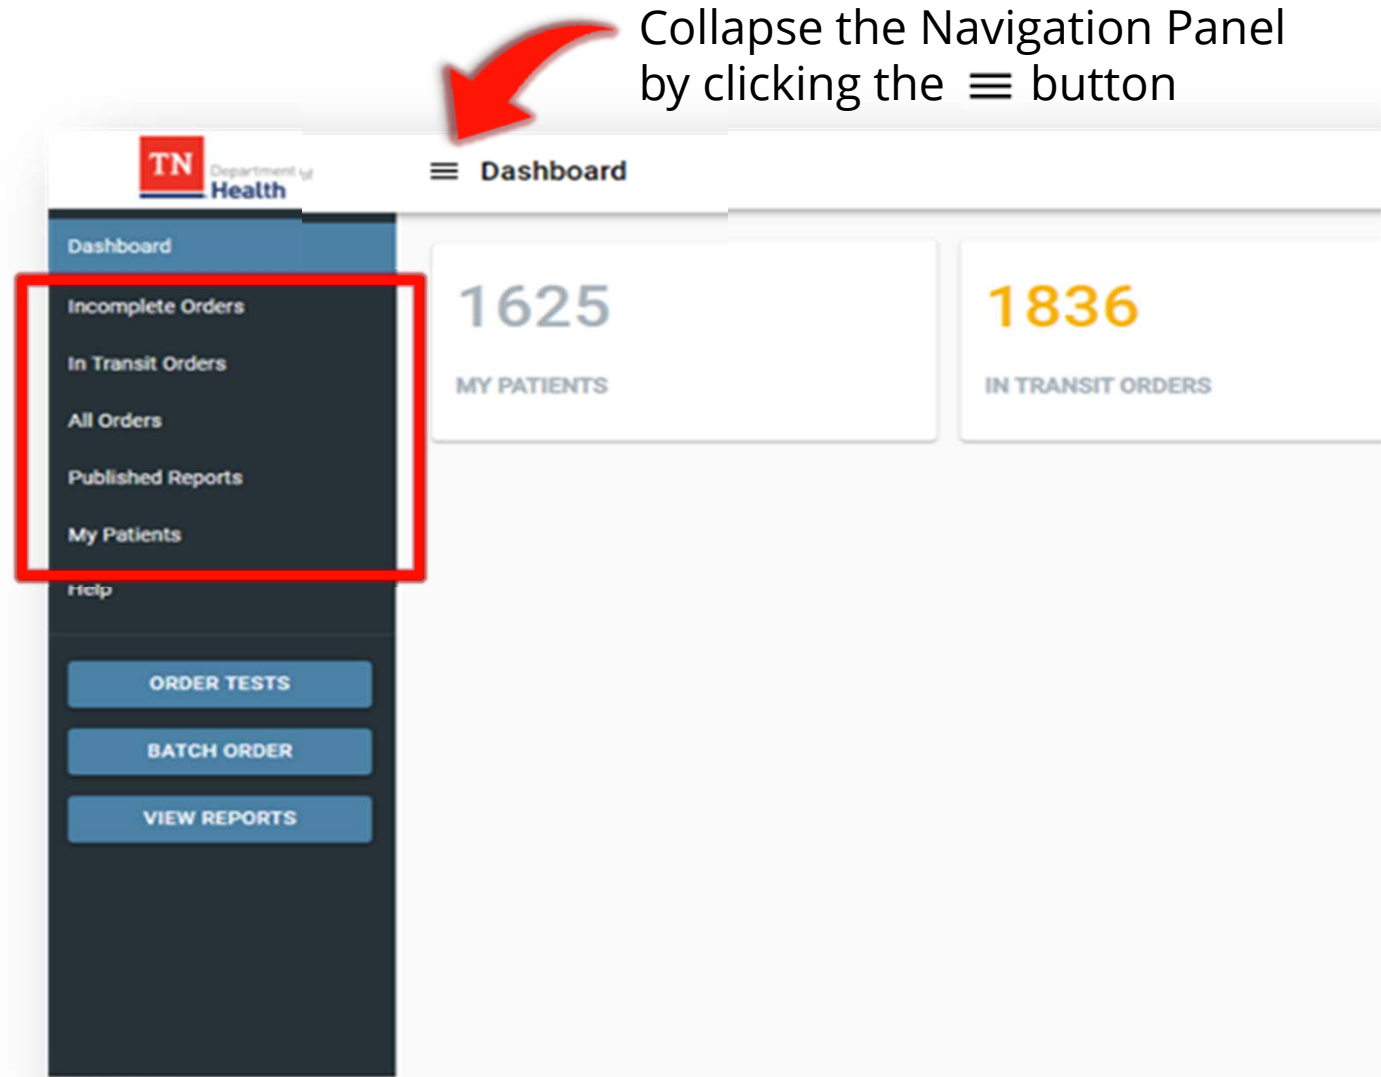 Collapse the Navigation Panel
by clicking the ≡ button
TN
Department of
Health
≡ Dashboard
Dashboard
Incomplete Orders
In Transit Orders
All Orders
Published Reports
My Patients
Help
ORDER TESTS
BATCH ORDER
VIEW REPORTS
1625
MY PATIENTS
1836
IN TRANSIT ORDERS